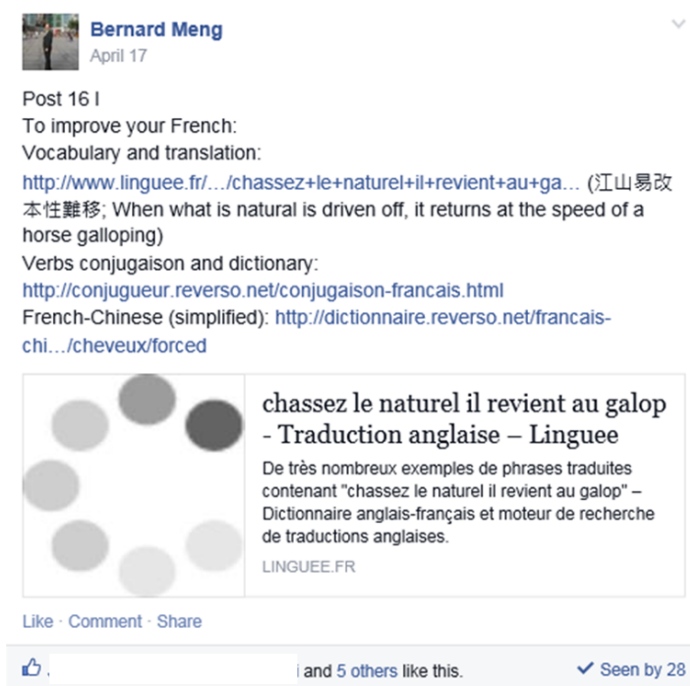 Bernard Meng
April 17
Post 16 I
To improve your French:
Vocabulary and translation:
http://www.linguee.fr/.../chassez+le+naturel+il+revient+au+ga... (江山易改
本性難移; When what is natural is driven off, it returns at the speed of a
horse galloping)
Verbs conjugaison and dictionary:
http://conjugueur.reverso.net/conjugaison-francais.html
French-Chinese (simplified): http://dictionnaire.reverso.net/francais-
chi.../cheveux/forced
chassez le naturel il revient au galop
- Traduction anglaise – Linguee
De très nombreux exemples de phrases traduites
contenant "chassez le naturel il revient au galop" –
Dictionnaire anglais-français et moteur de recherche
de traductions anglaises.
LINGUEE.FR
Like · Comment · Share
and 5 others like this.
Seen by 28